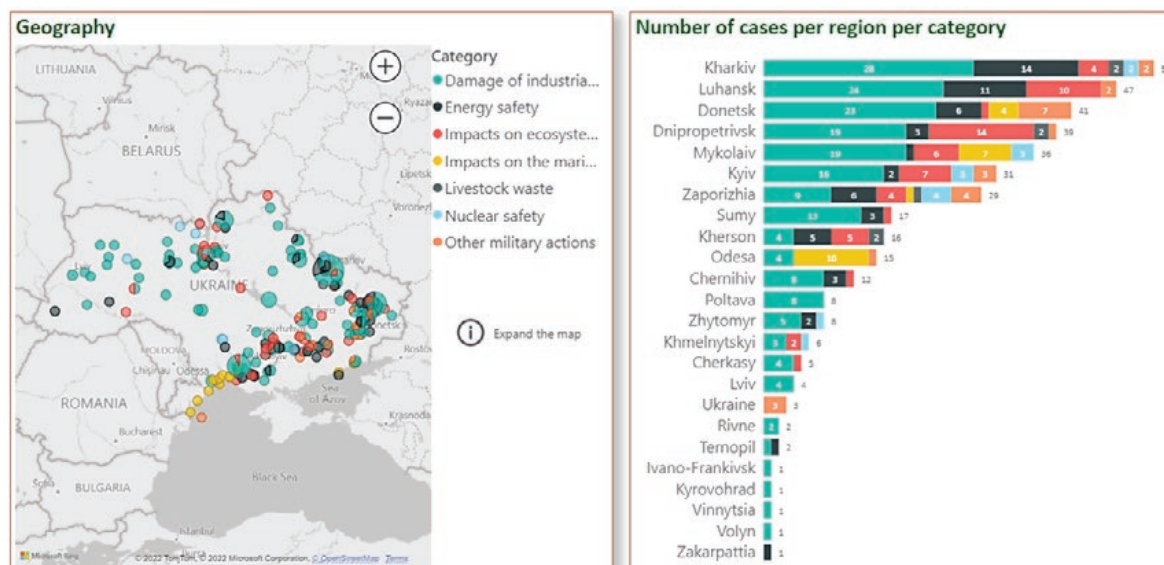 Geography
LITHUANIA
Vilnius
Minsk
BELARUS
Ryazan
Lipetsk
Voronezh
Lviv
UKRAINE
Donetsk
MOLDOVA
Chișinău
Odessa
Rostov
Sea
of Azov
ROMANIA
Bucharest
Krasnoda
Black Sea
BULGARIA
Istanbul
Microsoft Bing
© 2022 TomTom, © 2022 Microsoft Corporation, © OpenStreetMap Terms
Category
Damage of industria...
Energy safety
Impacts on ecosyste...
Impacts on the mari...
Livestock waste
Nuclear safety
Other military actions
Expand the map
Number of cases per region per category
Kharkiv 28 14 4 2 2 2
Luhansk 24 11 10 2 47
Donetsk 23 6 4 7 41
Dnipropetrivsk 19 5 14 2 39
Mykolaiv 19 6 7 3 36
Kyiv 16 2 7 3 3 31
Zaporizhia 9 6 4 4 4 29
Sumy 13 3 17
Kherson 4 5 5 2 16
Odesa 4 10 15
Chernihiv 8 3 12
Poltava 8 8
Zhytomyr 5 2 8
Khmelnytskyi 3 2 6
Cherkasy 4 5
Lviv 4 4
Ukraine 3 3
Rivne 2 2
Ternopil 2
Ivano-Frankivsk 1
Kyrovohrad 1
Vinnytsia 1
Volyn 1
Zakarpattia 1